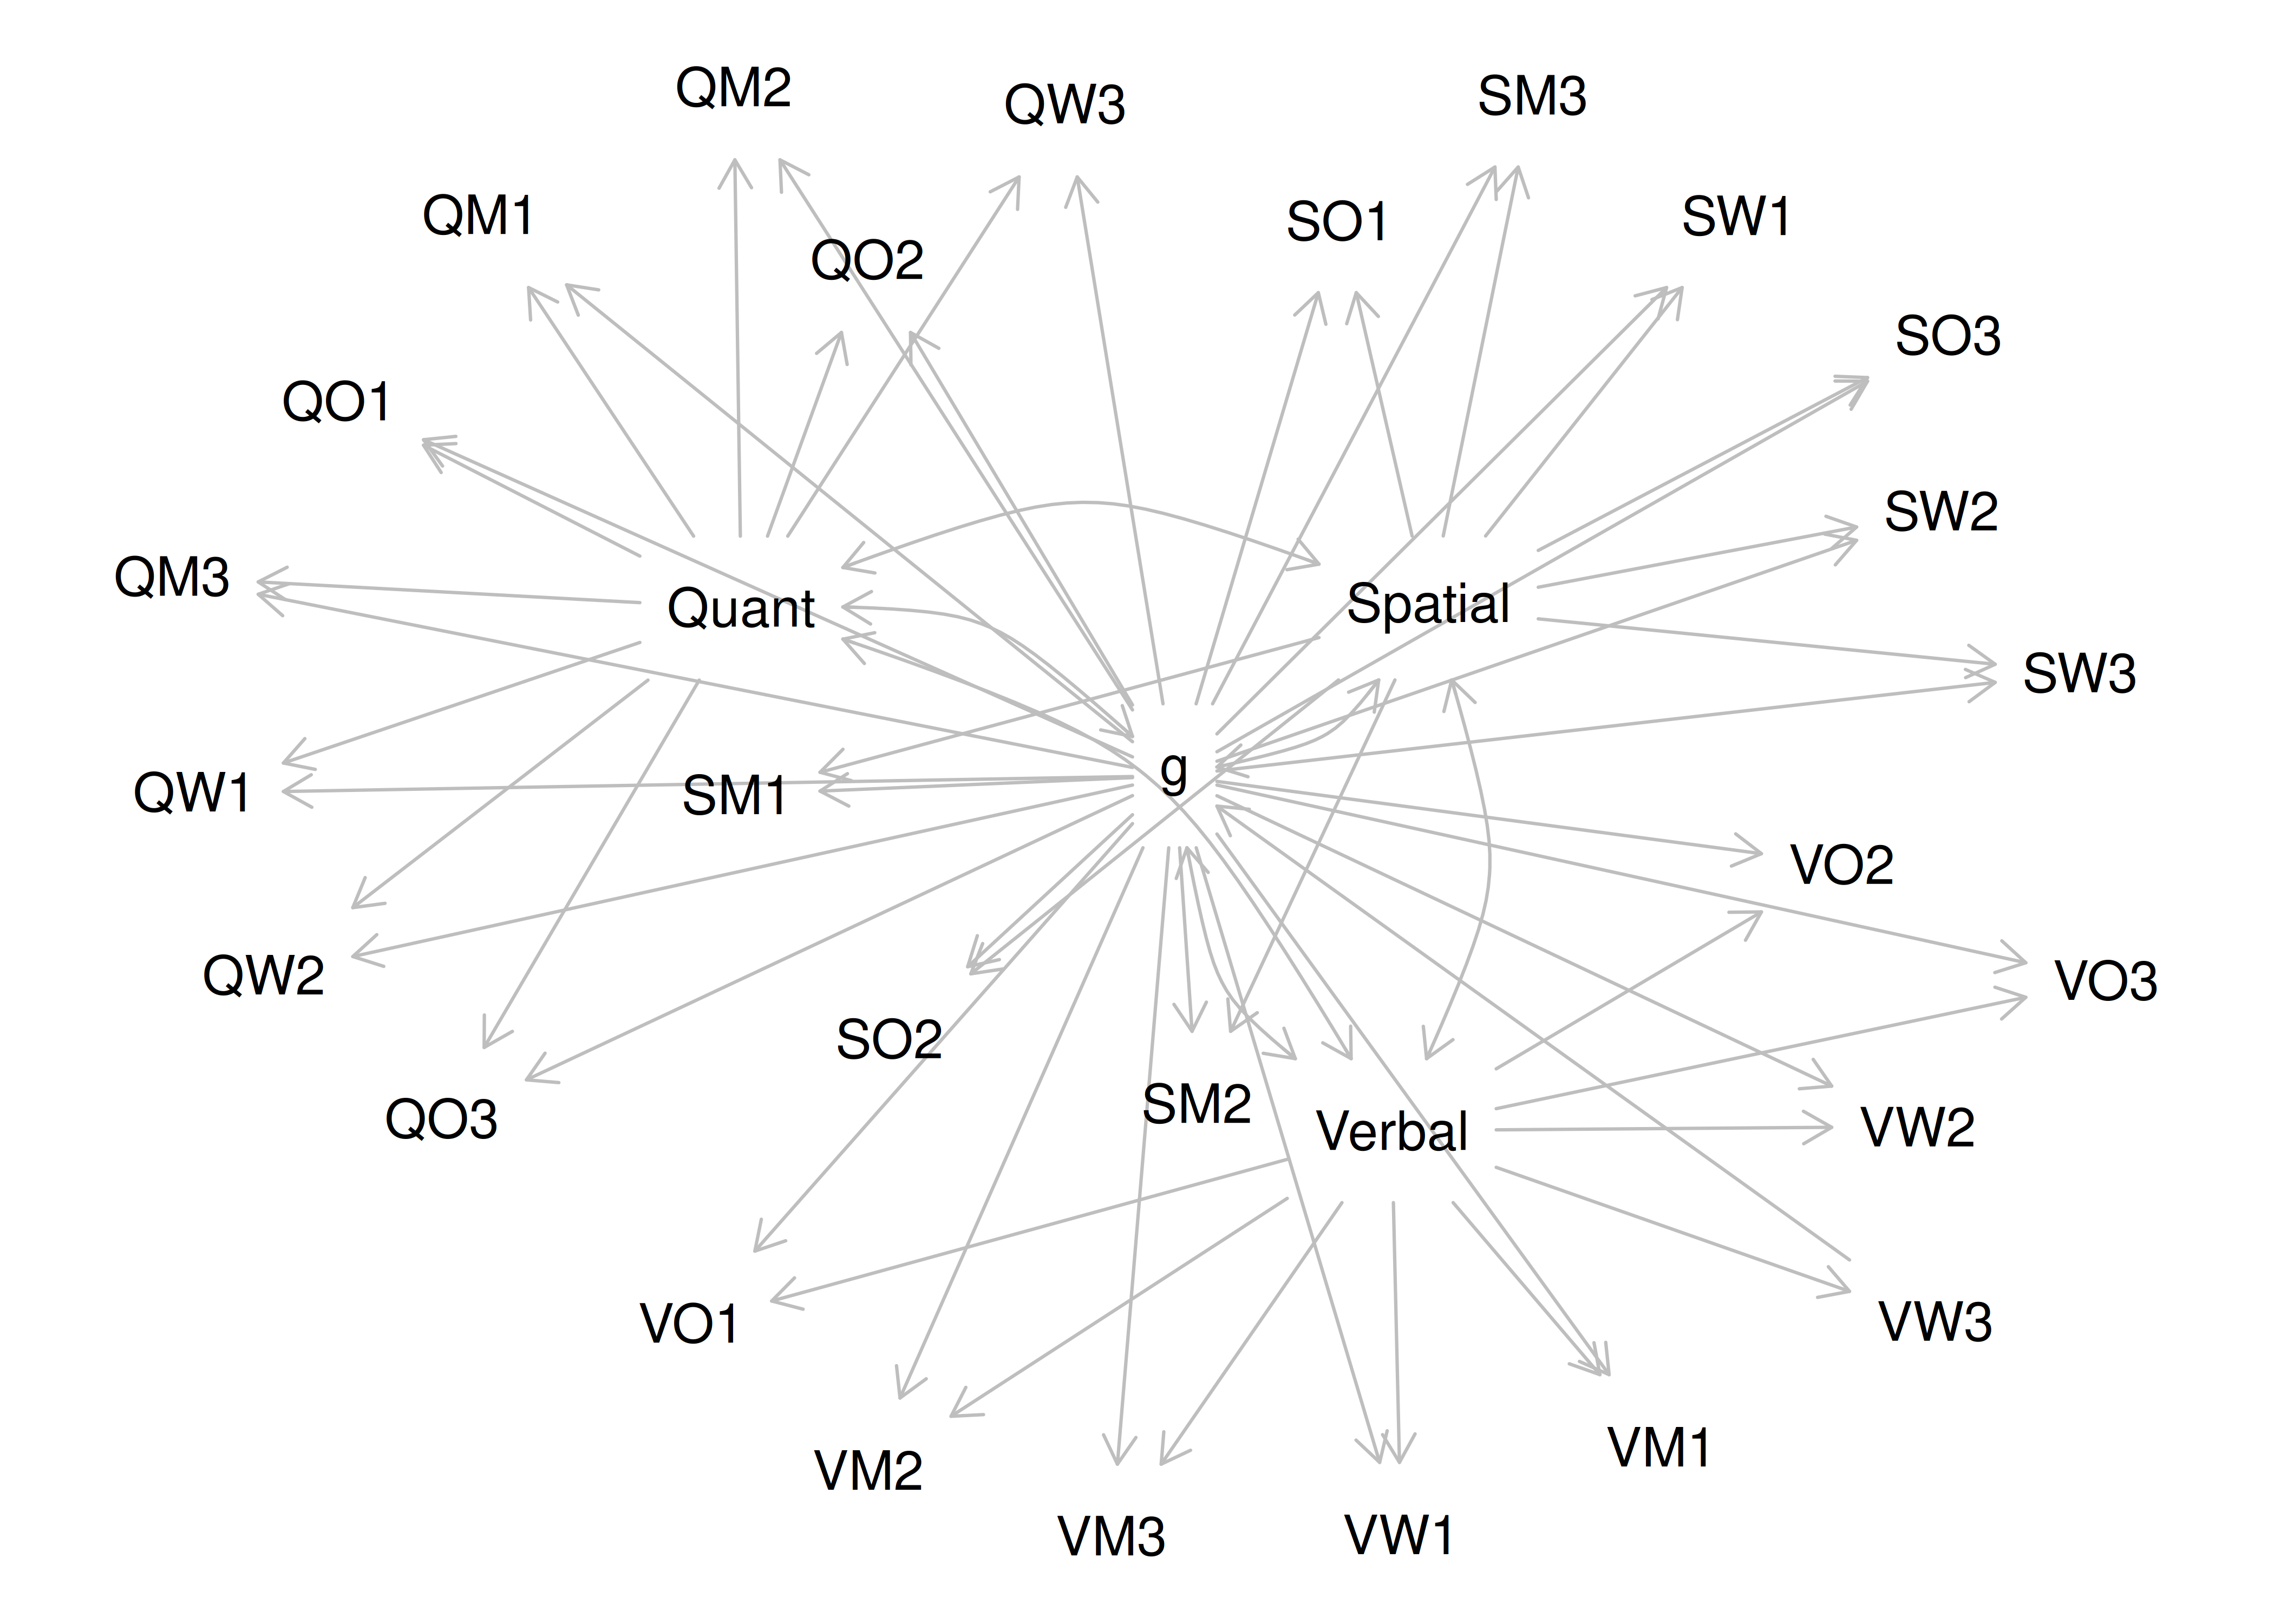 QM2
QW3
SM3
QM1
SO1
SW1
QO2
SO3
QO1
SW2
QM3
Quant
Spatial
SW3
g
QW1
SM1
VO2
QW2
VO3
SO2
SM2
QO3
Verbal
VW2
VO1
VW3
VM2
VM1
VM3
VW1